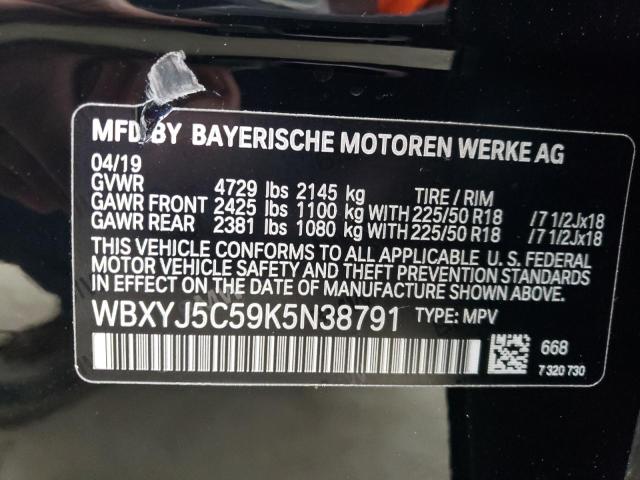 MFD BY BAYERISCHE MOTOREN WERKE AG
04/19
GVWR 4729 lbs 2145 kg TIRE / RIM
GAWR FRONT 2425 lbs 1100 kg WITH 225/50 R18 /7 1/2Jx18
GAWR REAR 2381 lbs 1080 kg WITH 225/50 R18 /7 1/2Jx18
THIS VEHICLE CONFORMS TO ALL APPLICABLE U. S. FEDERAL
MOTOR VEHICLE SAFETY AND THEFT PREVENTION STANDARDS
IN EFFECT ON THE DATE OF MANUFACTURE SHOWN ABOVE.
WBXYJ5C59K5N38791 TYPE: MPV
668
7 320 730